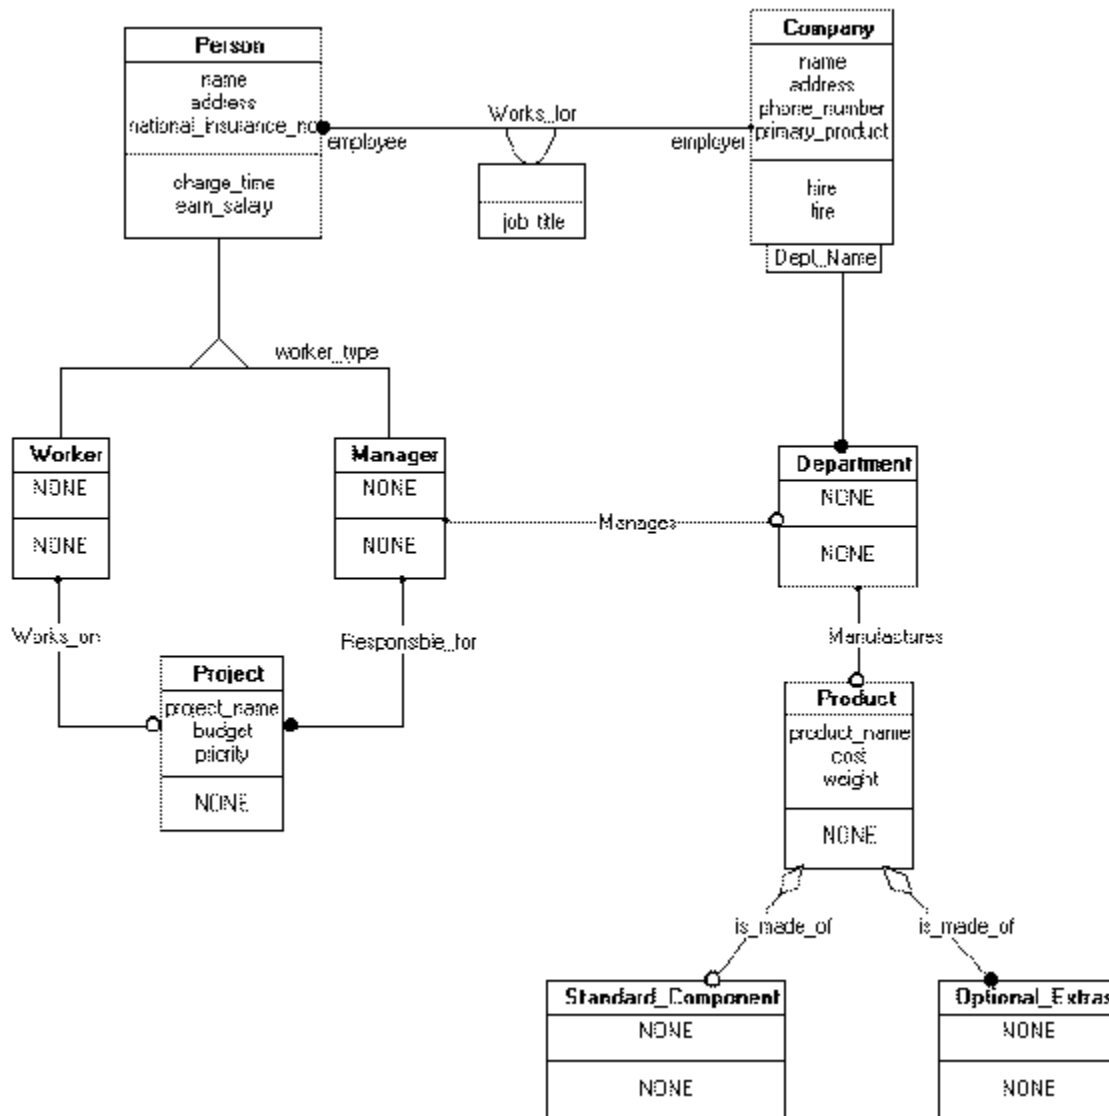 Person
name
address
national_insurance_no
charge_time
earn_salary
Works_for
employee
employer
job_title
Company
name
address
phone_number
primary_product
hire
fire
Dept_Name
worker_type
Worker
NONE
NONE
Manager
NONE
NONE
Manages
Department
NONE
NONE
Works_on
Responsble_for
Manufactures
Project
project_name
budget
priority
NONE
Product
product_name
cost
weight
NONE
is_made_of
is_made_of
Standard_Component
NONE
NONE
Optional_Extras
NONE
NONE